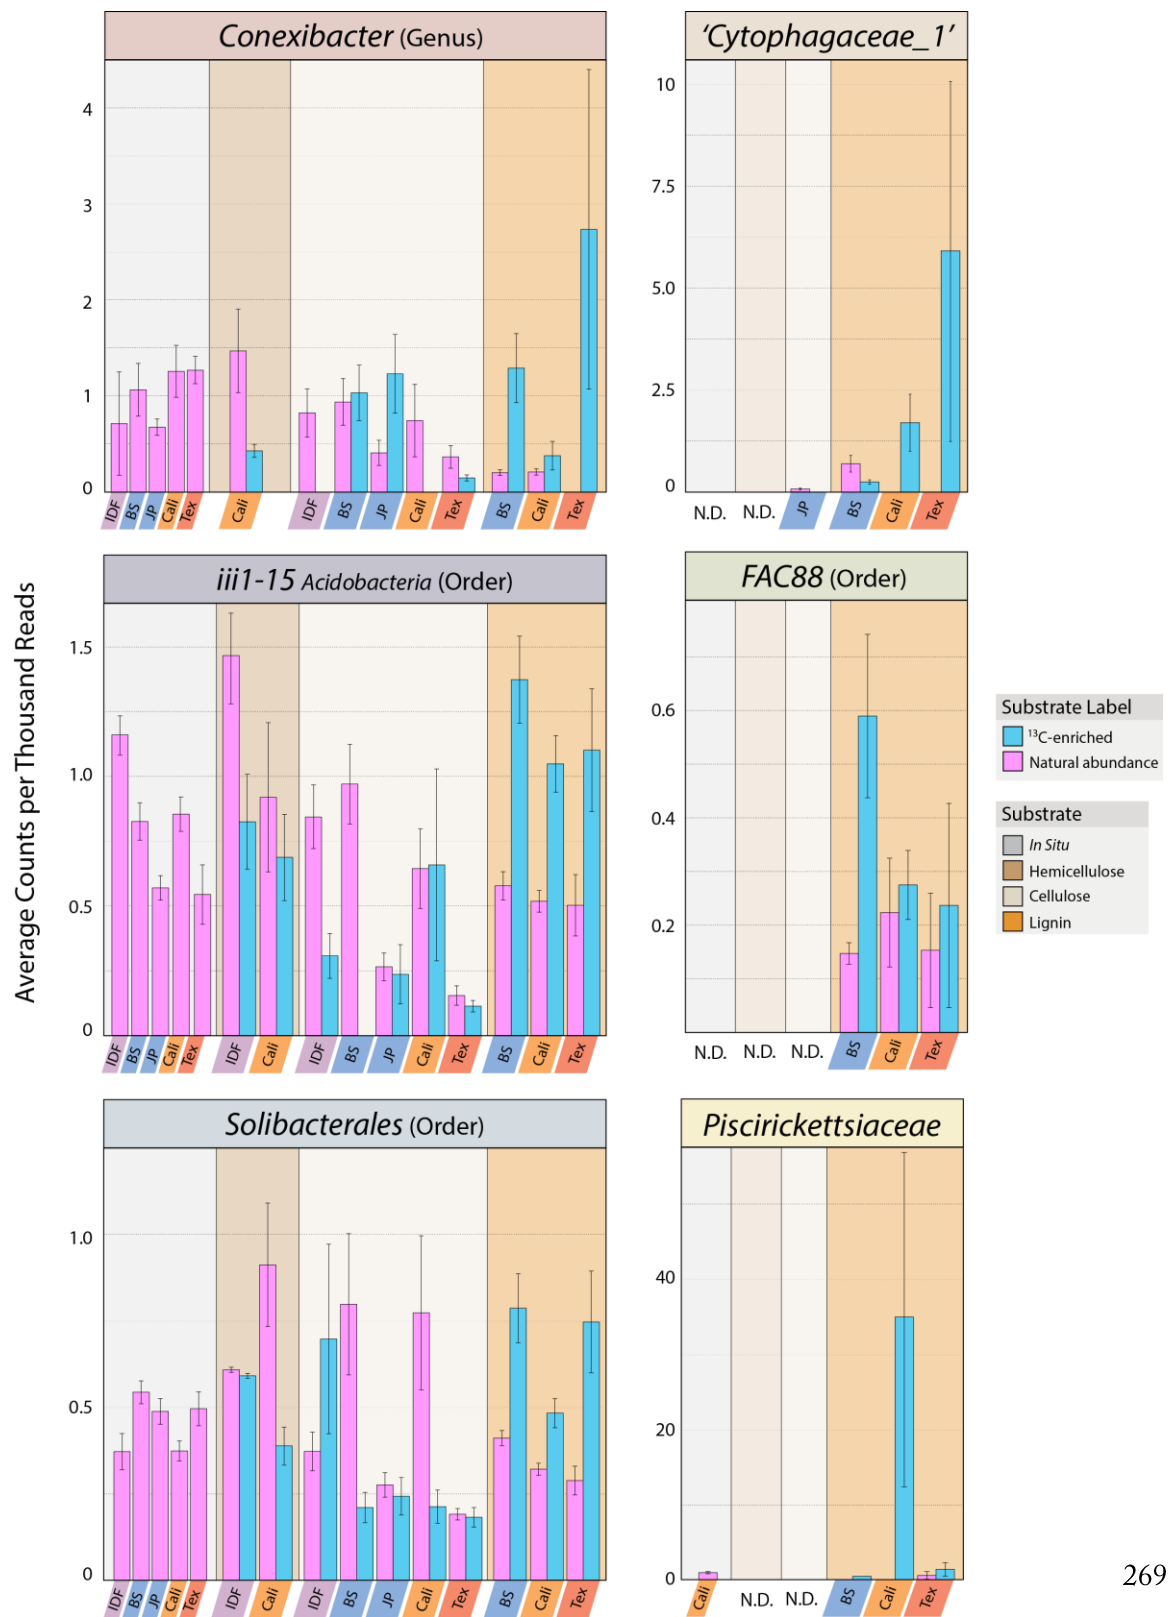 Conexibacter (Genus)
4
3
2
1
0
IDF BS JP Cali Tex Cali IDF BS JP Cali Tex BS Cali Tex
'Cytophagaceae_1'
10
7.5
5.0
2.5
0
N.D. N.D. JP BS Cali Tex
Average Counts per Thousand Reads
iii1-15 Acidobacteria (Order)
1.5
1.0
0.5
0
IDF BS JP Cali Tex IDF Cali IDF BS JP Cali Tex BS Cali Tex
FAC88 (Order)
0.6
0.4
0.2
N.D. N.D. N.D. BS Cali Tex
Substrate Label
¹³C-enriched
Natural abundance
Substrate
In Situ
Hemicellulose
Cellulose
Lignin
Solibacterales (Order)
1.0
0.5
0
IDF BS JP Cali Tex IDF Cali IDF BS JP Cali Tex BS Cali Tex
Piscirickettsiaceae
40
20
0
Cali N.D. N.D. BS Cali Tex
269